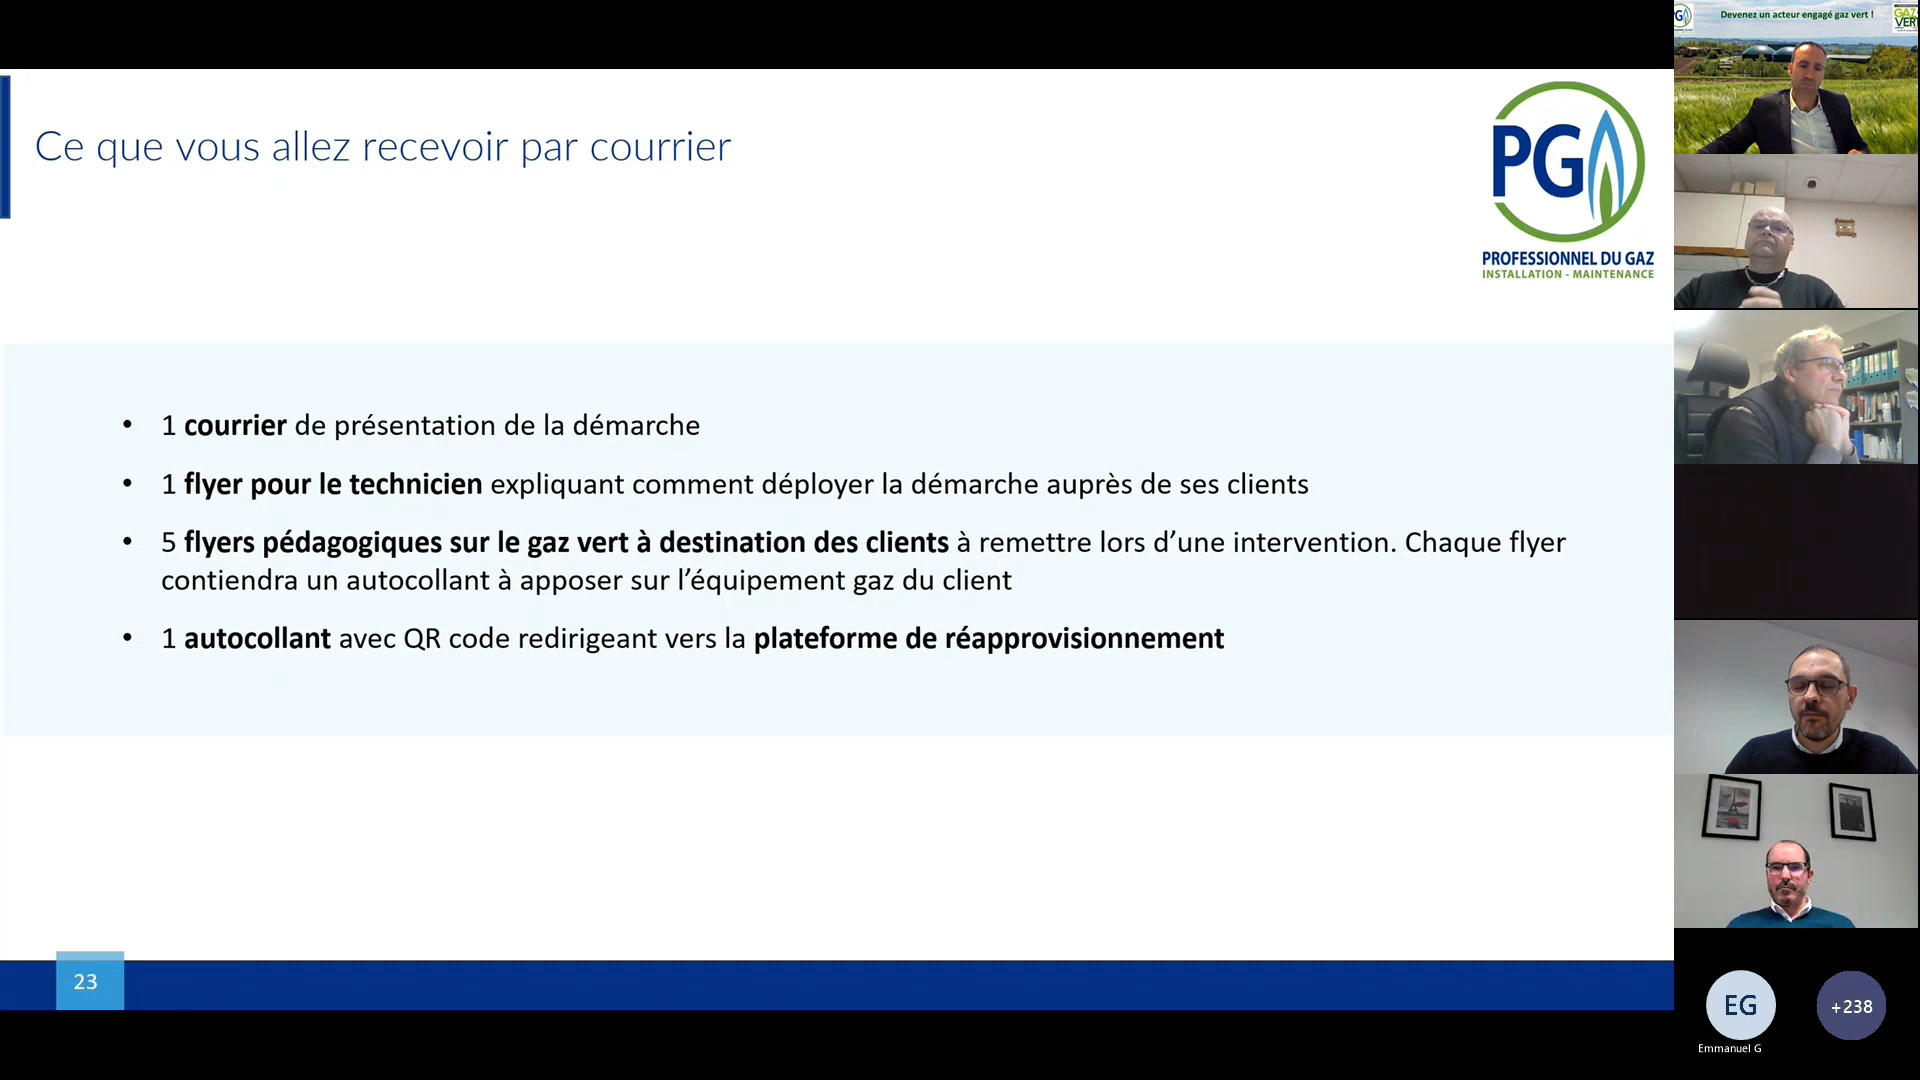 Ce que vous allez recevoir par courrier
PG
PROFESSIONNEL DU GAZ
INSTALLATION - MAINTENANCE
• 1 courrier de présentation de la démarche
• 1 flyer pour le technicien expliquant comment déployer la démarche auprès de ses clients
• 5 flyers pédagogiques sur le gaz vert à destination des clients à remettre lors d’une intervention. Chaque flyer
contiendra un autocollant à apposer sur l’équipement gaz du client
• 1 autocollant avec QR code redirigeant vers la plateforme de réapprovisionnement
23
Devenez un acteur engagé gaz vert !
EG
+238
Emmanuel G